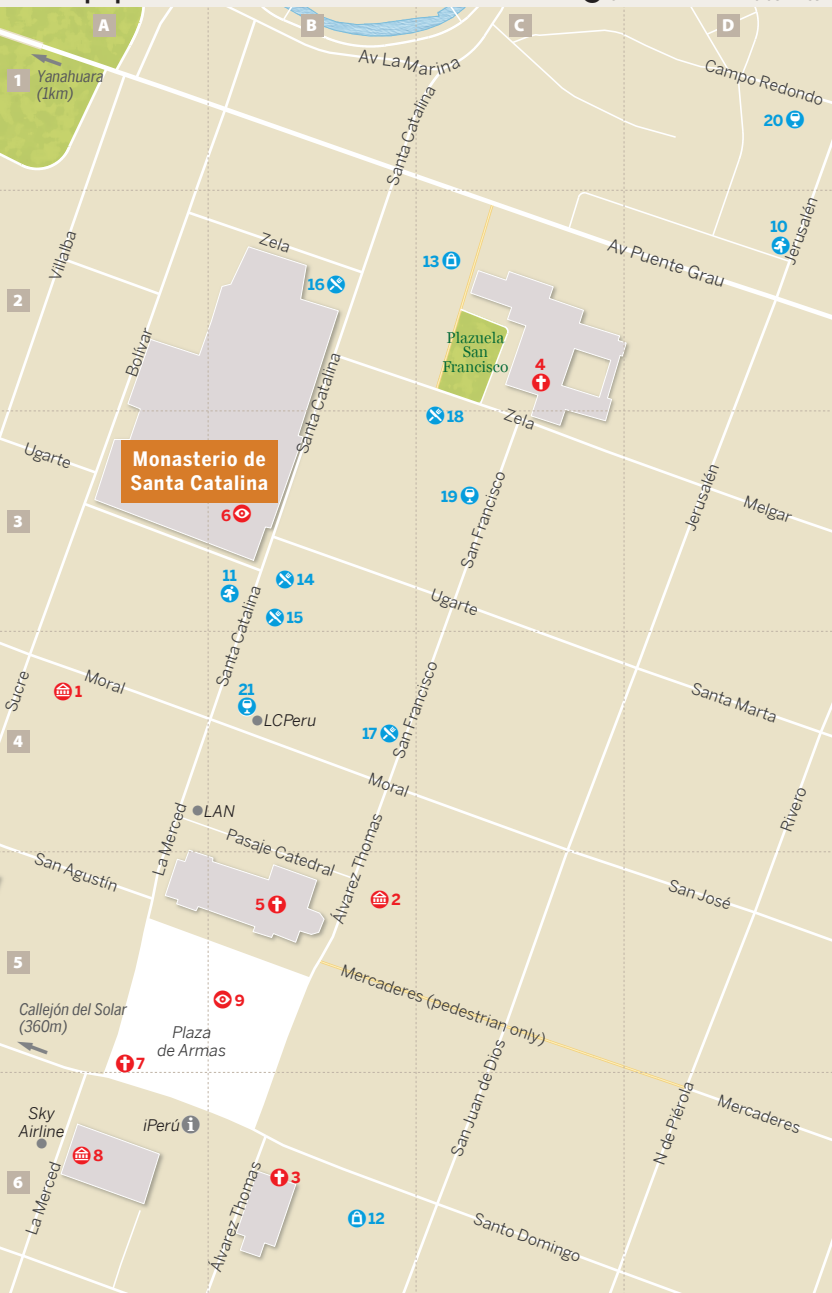 A
B
C
D
1
Yanahuara
(1km)
Av La Marina
Campo Redondo
20
Santa Catalina
Villalba
Zela
13
10
Jerusalén
Av Puente Grau
2
16
Plazuela
San
Francisco
4
Bolívar
Santa Catalina
18
Zela
Ugarte
Monasterio de
Santa Catalina
19
San Francisco
Jerusalén
Melgar
3
6
11
14
15
Ugarte
Santa Catalina
Sucre
1
Moral
21
LCPeru
17
San Francisco
Santa Marta
4
Moral
LAN
La Merced
Pasaje Catedral
Álvarez Thomas
Rivero
San Agustín
5
2
San José
5
Mercaderes (pedestrian only)
9
Callejón del Solar
(360m)
Plaza
de Armas
7
San Juan de Dios
N de Piérola
Mercaderes
Sky
Airline
iPerú
i
8
3
6
La Merced
Álvarez Thomas
12
Santo Domingo